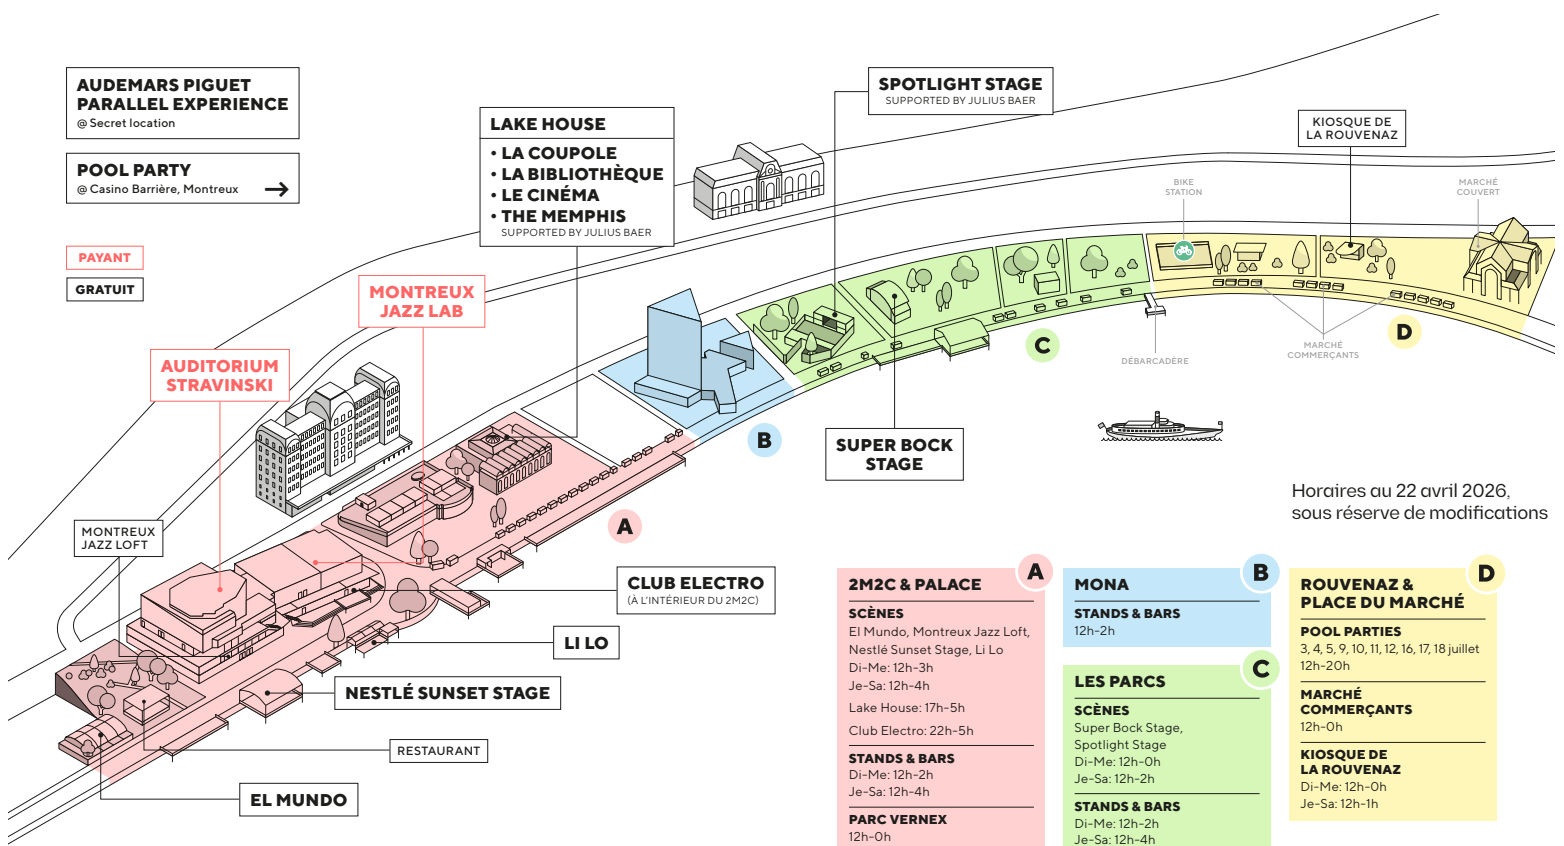 AUDEMARS PIGUET
PARALLEL EXPERIENCE
@ Secret location
POOL PARTY
@ Casino Barrière, Montreux →
PAYANT
GRATUIT
LAKE HOUSE
• LA COUPOLE
• LA BIBLIOTHÈQUE
• LE CINÉMA
• THE MEMPHIS
SUPPORTED BY JULIUS BAER
SPOTLIGHT STAGE
SUPPORTED BY JULIUS BAER
KIOSQUE DE
LA ROUVENAZ
BIKE
STATION
MARCHÉ
COUVERT
MONTREUX
JAZZ LAB
AUDITORIUM
STRAVINSKI
C
D
MARCHÉ
COMMERÇANTS
DÉBARCADÈRE
B
SUPER BOCK
STAGE
A
MONTREUX
JAZZ LOFT
CLUB ELECTRO
(À L'INTÉRIEUR DU 2M2C)
LI LO
NESTLÉ SUNSET STAGE
RESTAURANT
EL MUNDO
Horaires au 22 avril 2026,
sous réserve de modifications
A
2M2C & PALACE
SCÈNES
El Mundo, Montreux Jazz Loft,
Nestlé Sunset Stage, Li Lo
Di-Me: 12h-3h
Je-Sa: 12h-4h
Lake House: 17h-5h
Club Electro: 22h-5h
STANDS & BARS
Di-Me: 12h-2h
Je-Sa: 12h-4h
PARC VERNEX
12h-0h
B
MONA
STANDS & BARS
12h-2h
C
LES PARCS
SCÈNES
Super Bock Stage,
Spotlight Stage
Di-Me: 12h-0h
Je-Sa: 12h-2h
STANDS & BARS
Di-Me: 12h-2h
Je-Sa: 12h-4h
D
ROUVENAZ &
PLACE DU MARCHÉ
POOL PARTIES
3, 4, 5, 9, 10, 11, 12, 16, 17, 18 juillet
12h-20h
MARCHÉ
COMMERÇANTS
12h-0h
KIOSQUE DE
LA ROUVENAZ
Di-Me: 12h-0h
Je-Sa: 12h-1h